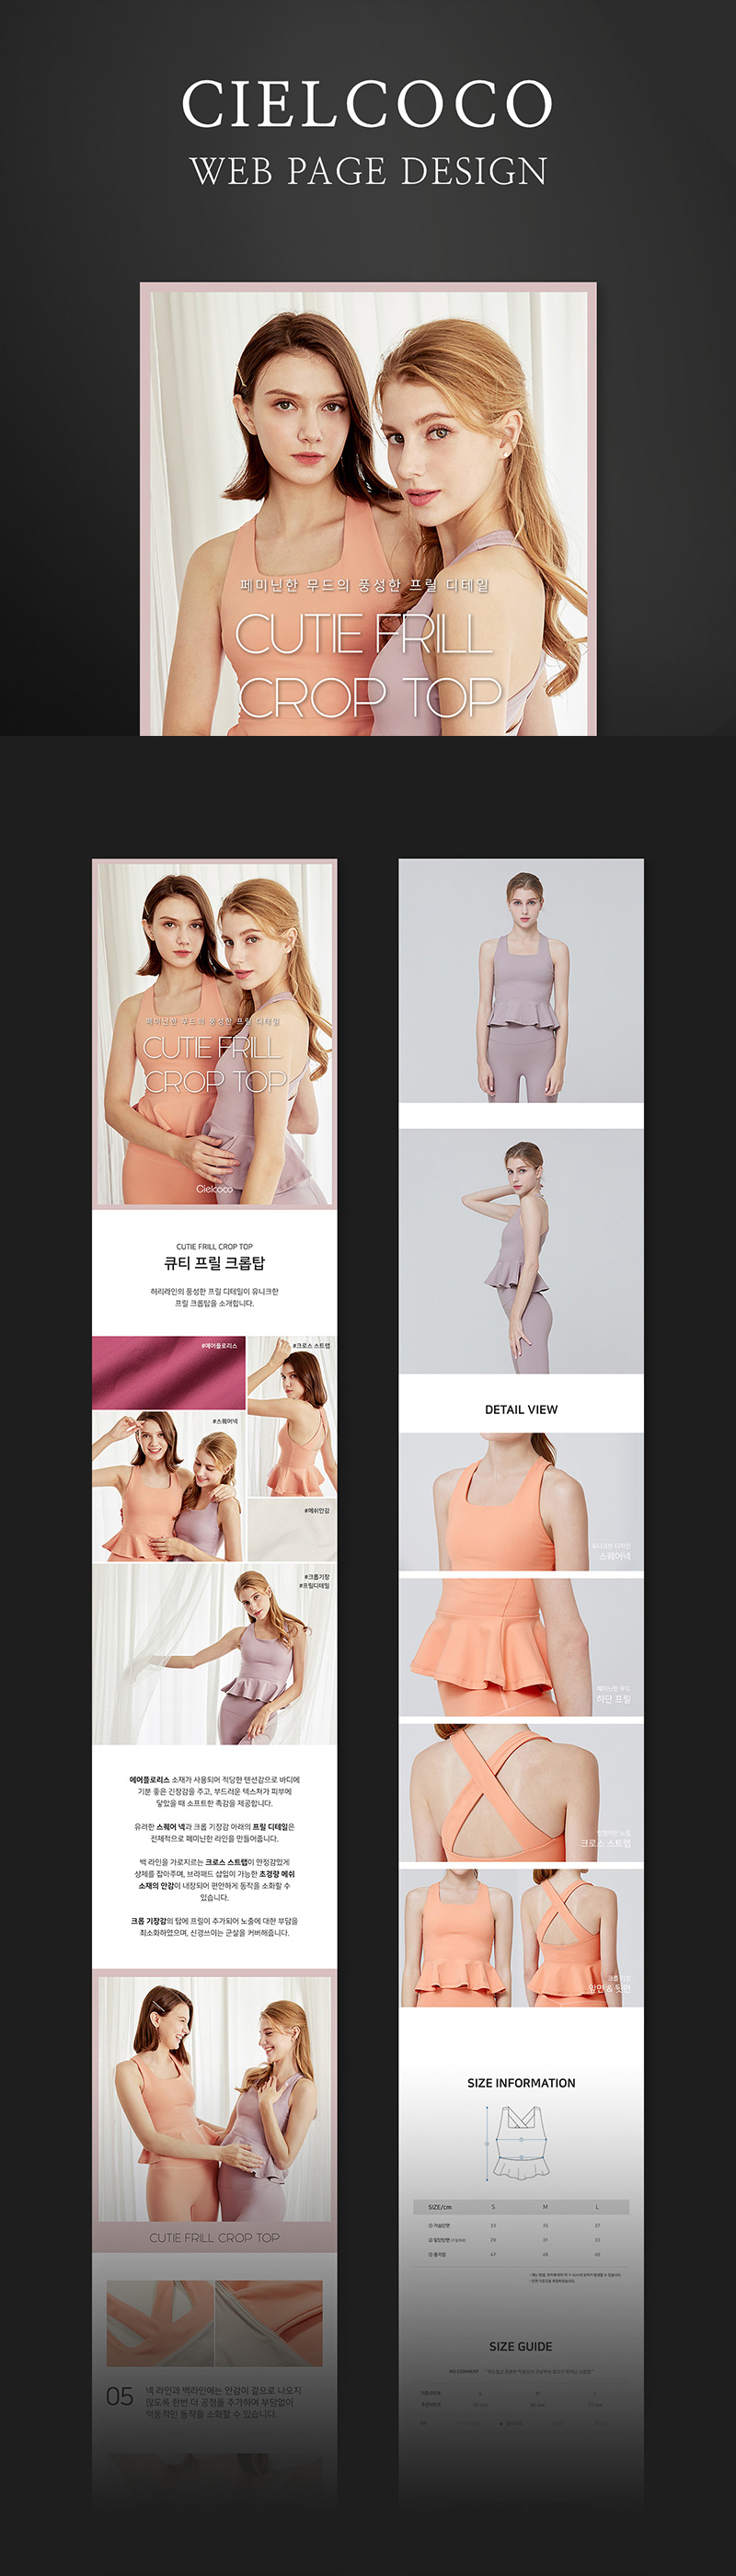 CIELCOCO
WEB PAGE DESIGN
페미닌한 무드의 풍성한 프릴 디테일
CUTIE FRILL
CROP TOP
페미닌한 무드의 풍성한 프릴 디테일
CUTIE FRILL
CROP TOP
Cielcoco
CUTIE FRILL CROP TOP
큐티 프릴 크롭탑
허리라인의 풍성한 프릴 디테일이 유니크한
프릴 크롭탑을 소개합니다.
#에어플로리스
#크로스 스트랩
#스퀘어넥
#메쉬안감
#크롭기장
#프릴디테일
에어플로리스 소재가 사용되어 적당한 텐션감으로 바디에
기분 좋은 긴장감을 주고, 부드러운 텍스쳐가 피부에
닿았을 때 소프트한 촉감을 제공합니다.
유려한 스퀘어 넥과 크롭 기장감 아래의 프릴 디테일은
전체적으로 페미닌한 라인을 만들어줍니다.
백 라인을 가로지르는 크로스 스트랩이 안정감있게
상체를 잡아주며, 브라패드 삽입이 가능한 초경량 메쉬
소재의 안감이 내장되어 편안하게 동작을 소화할 수
있습니다.
크롭 기장감의 탑에 프릴이 추가되어 노출에 대한 부담을
최소화하였으며, 신경쓰이는 군살을 커버해줍니다.
CUTIE FRILL CROP TOP
05
넥 라인과 백라인에는 안감이 겉으로 나오지
않도록 한번 더 공정을 추가하여 부담없이
역동적인 동작을 소화할 수 있습니다.
DETAIL VIEW
유니크한 디자인
스퀘어넥
페미닌한 무드
하단 프릴
크로스 스트랩
크롭 기장
앞면 & 뒷면
SIZE INFORMATION
SIZE/cm S M L
① 가슴단면 33 35 37
② 밑단단면 29 31 33
③ 총기장 47 48 49
SIZE GUIDE
MD COMMENT